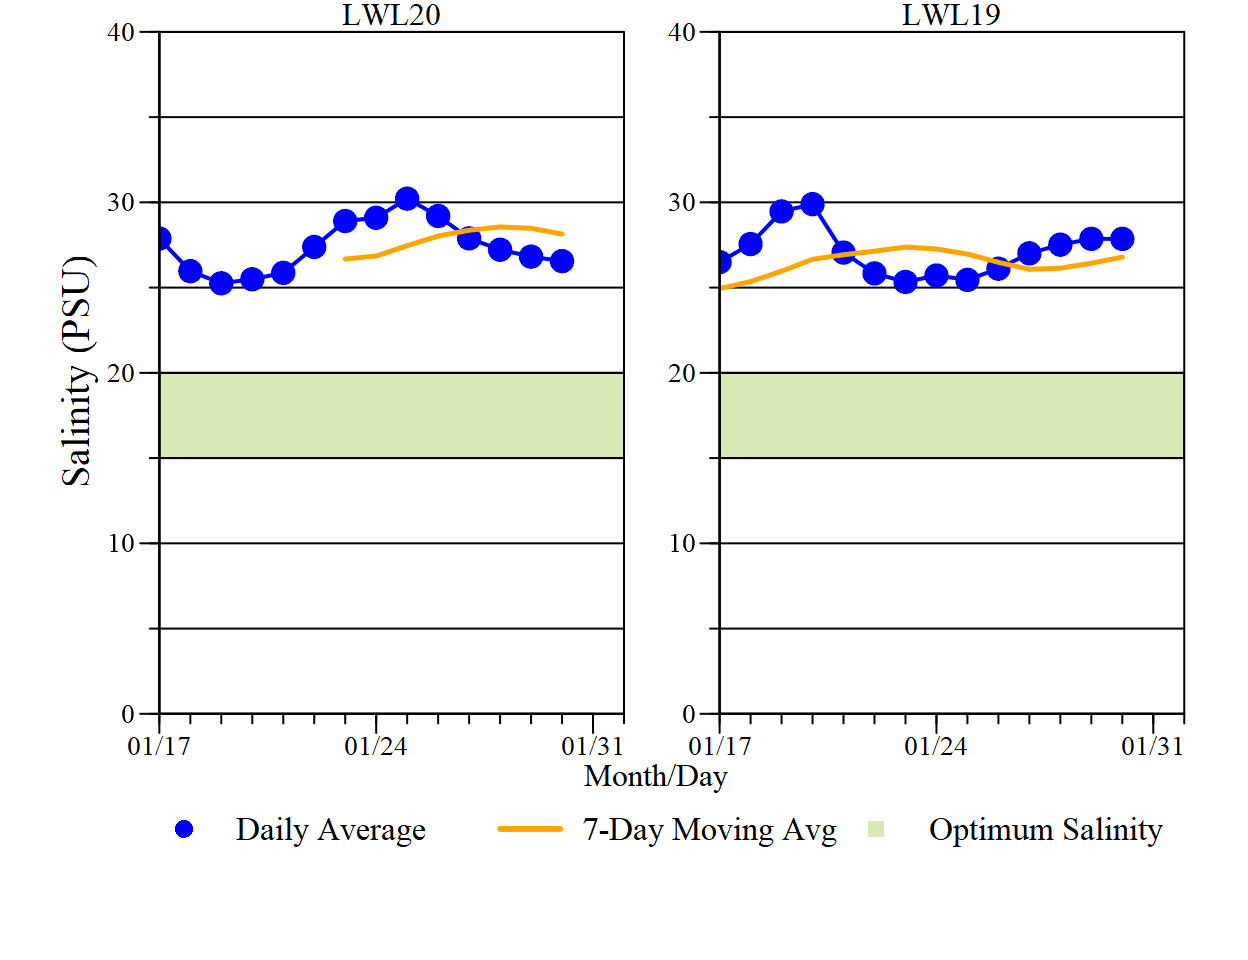 LWL20
LWL19
40
30
20
10
0
40
30
20
10
0
Salinity (PSU)
01/17
01/24
01/31
01/17
01/24
01/31
Month/Day
Daily Average
7-Day Moving Avg
Optimum Salinity